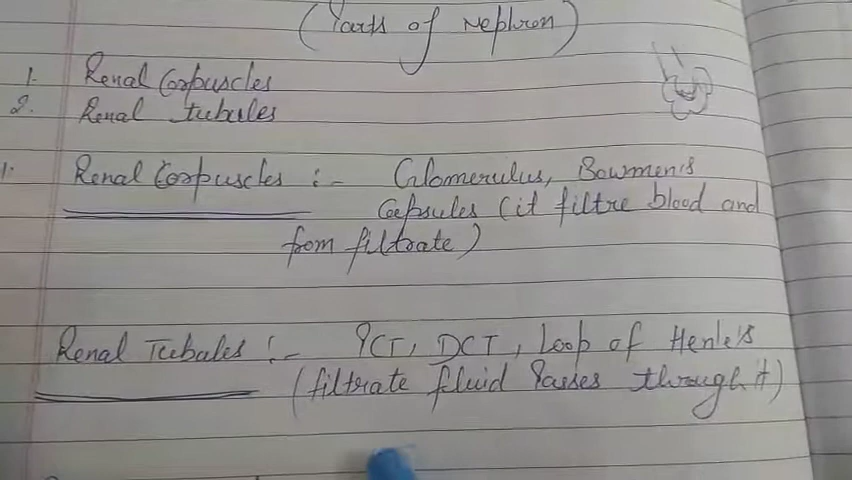 (Parts of nephron)
1. Renal Corpuscles
2. Renal tubules
1. Renal Corpuscles :- Glomerulus, Bowmen's
Capsules (it filtre blood and
from filtrate)
Renal Tubules :- PCT, DCT, Loop of Henle's
(filtrate fluid Passes through it)